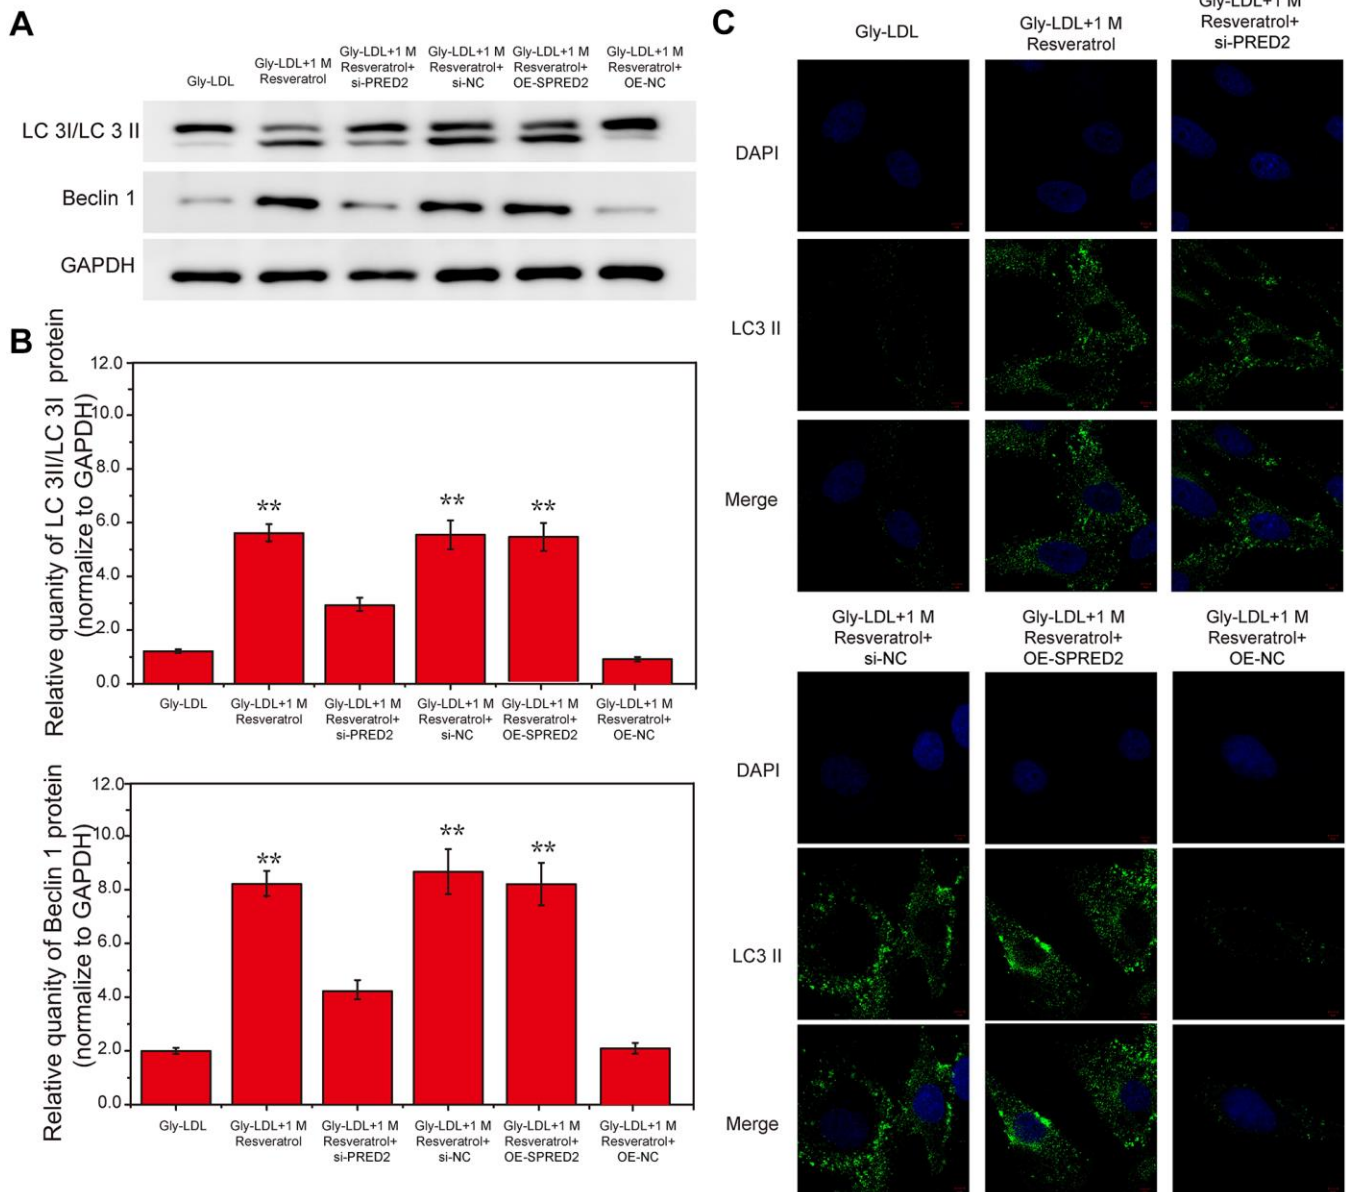 A
Gly-LDL
Gly-LDL+1 M
Resveratrol
Gly-LDL+1 M
Resveratrol+
si-PRED2
Gly-LDL+1 M
Resveratrol+
si-NC
Gly-LDL+1 M
Resveratrol+
OE-SPRED2
Gly-LDL+1 M
Resveratrol+
OE-NC
LC 3I/LC 3 II
Beclin 1
GAPDH
B
Relative quanity of LC 3II/LC 3I protein
(normalize to GAPDH)
12.0
10.0
8.0
6.0
4.0
2.0
0.0
**
**
**
Gly-LDL
Gly-LDL+1 M
Resveratrol
Gly-LDL+1 M
Resveratrol+
si-PRED2
Gly-LDL+1 M
Resveratrol+
si-NC
Gly-LDL+1 M
Resveratrol+
OE-SPRED2
Gly-LDL+1 M
Resveratrol+
OE-NC
Relative quanity of Beclin 1 protein
(normalize to GAPDH)
12.0
10.0
8.0
6.0
4.0
2.0
0.0
**
**
**
Gly-LDL
Gly-LDL+1 M
Resveratrol
Gly-LDL+1 M
Resveratrol+
si-PRED2
Gly-LDL+1 M
Resveratrol+
si-NC
Gly-LDL+1 M
Resveratrol+
OE-SPRED2
Gly-LDL+1 M
Resveratrol+
OE-NC
C
Gly-LDL
Gly-LDL+1 M
Resveratrol
Gly-LDL+1 M
Resveratrol+
si-PRED2
DAPI
LC3 II
Merge
Gly-LDL+1 M
Resveratrol+
si-NC
Gly-LDL+1 M
Resveratrol+
OE-SPRED2
Gly-LDL+1 M
Resveratrol+
OE-NC
DAPI
LC3 II
Merge